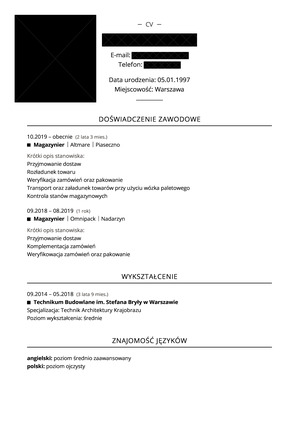 — CV —
E-mail:
Telefon:
Data urodzenia: 05.01.1997
Miejscowość: Warszawa
DOŚWIADCZENIE ZAWODOWE
10.2019 – obecnie (2 lata 3 mies.)
Magazynier | Altmare | Piaseczno
Krótki opis stanowiska:
Przyjmowanie dostaw
Rozładunek towaru
Weryfikacja zamówień oraz pakowanie
Transport oraz załadunek towarów przy użyciu wózka paletowego
Kontrola stanów magazynowych
09.2018 – 08.2019 (1 rok)
Magazynier | Omnipack | Nadarzyn
Krótki opis stanowiska:
Przyjmowanie dostaw
Komplementacja zamówień
Weryfikowacja zamówień oraz pakowanie
WYKSZTAŁCENIE
09.2014 – 05.2018 (3 lata 9 mies.)
Technikum Budowlane im. Stefana Bryły w Warszawie
Specjalizacja: Technik Architektury Krajobrazu
Poziom wykształcenia: średnie
ZNAJOMOŚĆ JĘZYKÓW
angielski: poziom średnio zaawansowany
polski: poziom ojczysty